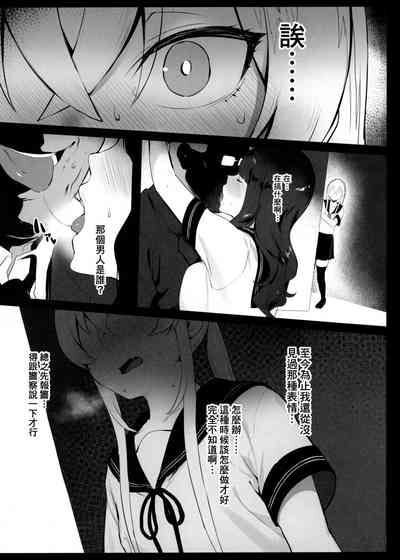 誒……
在…
在搞什麼啊…
那個男人是誰？
至今為止我還從沒
見過那種表情…
怎麼辦……
這種時候該怎麼做才好
完全不知道啊…
總之先報警…
得跟警察說一下才行